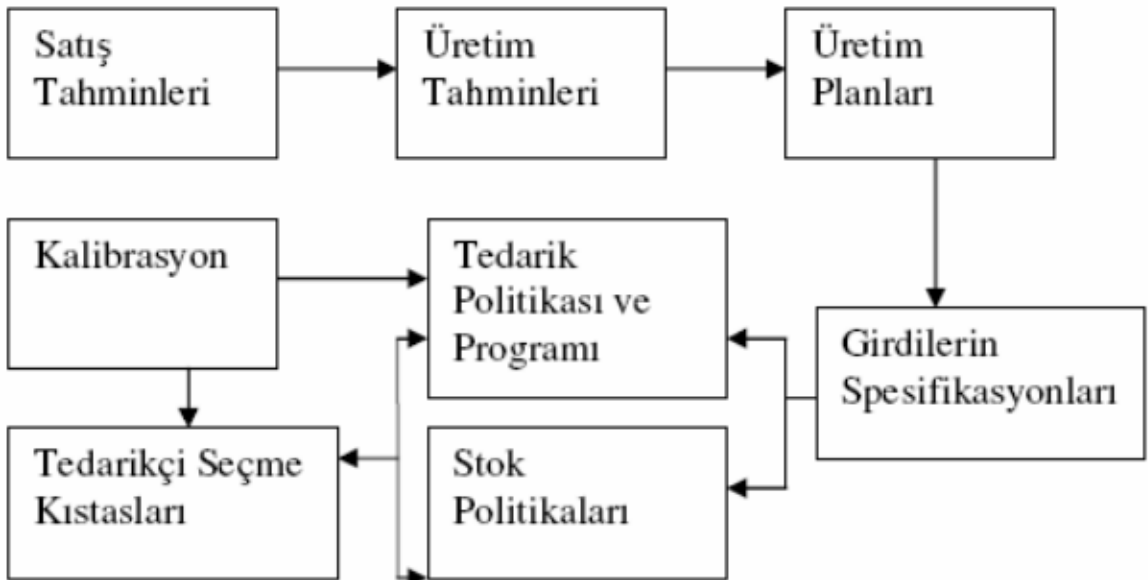 Satış
Tahminleri
Üretim
Tahminleri
Üretim
Planları
Kalibrasyon
Tedarik
Politikası ve
Programı
Girdilerin
Spesifikasyonları
Tedarikçi Seçme
Kıstasları
Stok
Politikaları